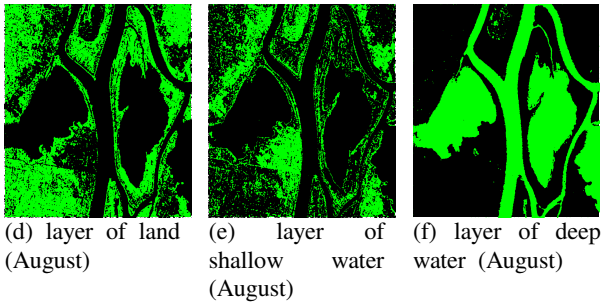 (d) layer of land
(August)
(e) layer of
shallow water
(August)
(f) layer of deep
water (August)